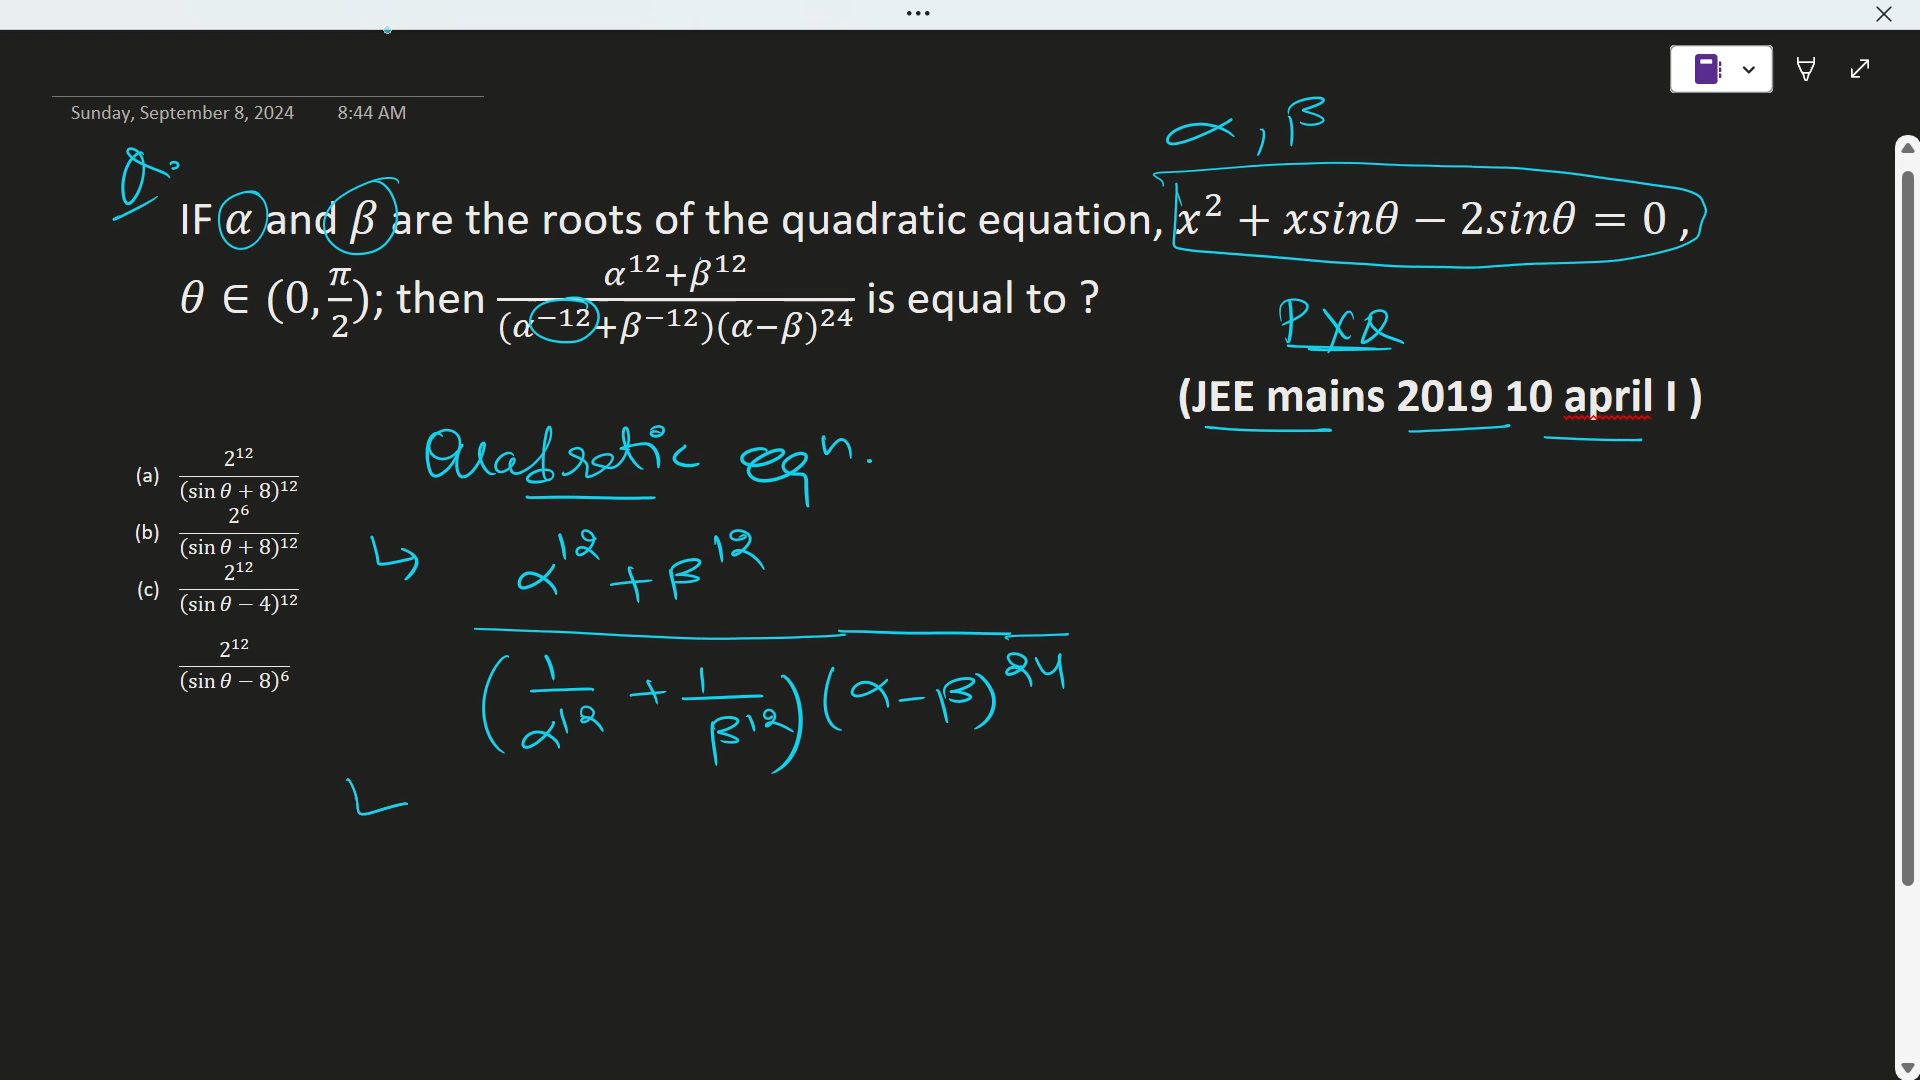 Sunday, September 8, 2024 8:44 AM
α , β
Q.
IF α and β are the roots of the quadratic equation, x² + xsinθ − 2sinθ = 0 ,
θ ∈ (0, π/2); then (α¹²+β¹²)/((α⁻¹²+β⁻¹²)(α−β)²⁴) is equal to ?
PYQ
(JEE mains 2019 10 april I )
Quadratic eqⁿ.
(a) 2¹²/(sin θ + 8)¹²
(b) 2⁶/(sin θ + 8)¹²
(c) 2¹²/(sin θ − 4)¹²
2¹²/(sin θ − 8)⁶
α¹² + β¹²
(1/α¹² + 1/β¹²) (α − β)²⁴